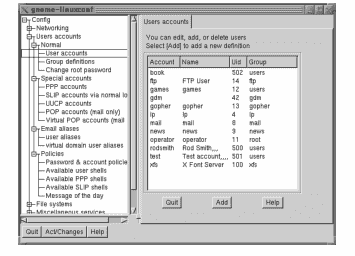 gnome-linuxconf
Config
Networking
Users accounts
Normal
User accounts
Group definitions
Change root password
Special accounts
PPP accounts
SLIP accounts via normal lo
UUCP accounts
POP accounts (mail only)
Virtual POP accounts (mail
Email aliases
user aliases
virtual domain user aliases
Policies
Password & account policie
Available user shells
Available PPP shells
Available SLIP shells
Message of the day
File systems
Miscellaneous services
Quit Act/Changes Help
Users accounts
You can edit, add, or delete users
Select [Add] to add a new definition
Account Name Uid Group
book 502 users
ftp FTP User 14 ftp
games games 12 users
gdm 42 gdm
gopher gopher 13 gopher
lp lp 4 lp
mail mail 8 mail
news news 9 news
operator operator 11 root
rodsmith Rod Smith,,, 500 users
test Test account,,,, 501 users
xfs X Font Server 100 xfs
Quit Add Help